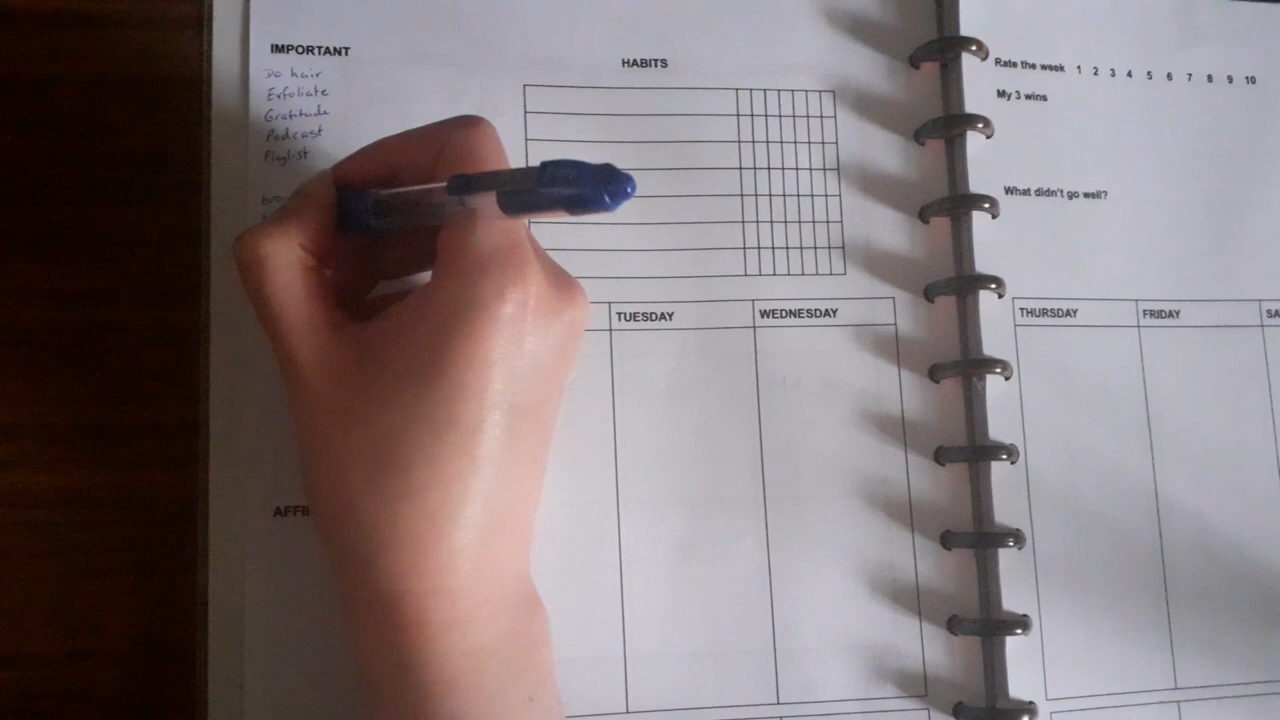 IMPORTANT
Do hair
Exfoliate
Gratitude
Podcast
Playlist
HABITS
TUESDAY
WEDNESDAY
Rate the week 1 2 3 4 5 6 7 8 9 10
My 3 wins
What didn't go well?
THURSDAY
FRIDAY